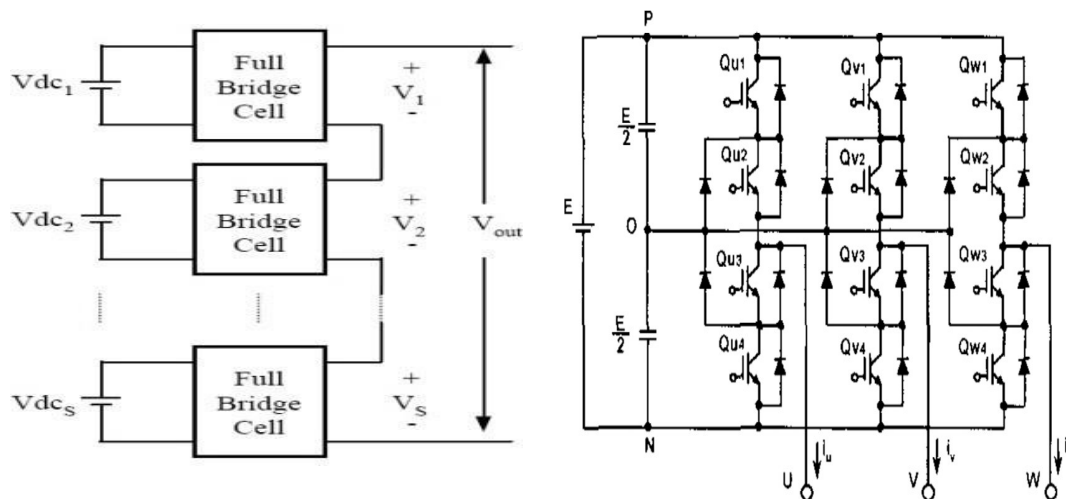 Vdc1
Full
Bridge
Cell
+
V1
-
Vdc2
Full
Bridge
Cell
+
V2
-
Vout
VdcS
Full
Bridge
Cell
+
VS
-
P
Qu1
Qv1
Qw1
E/2
Qu2
Qv2
Qw2
E
O
Qu3
Qv3
Qw3
E/2
Qu4
Qv4
Qw4
N
iu
iv
i
U
V
W